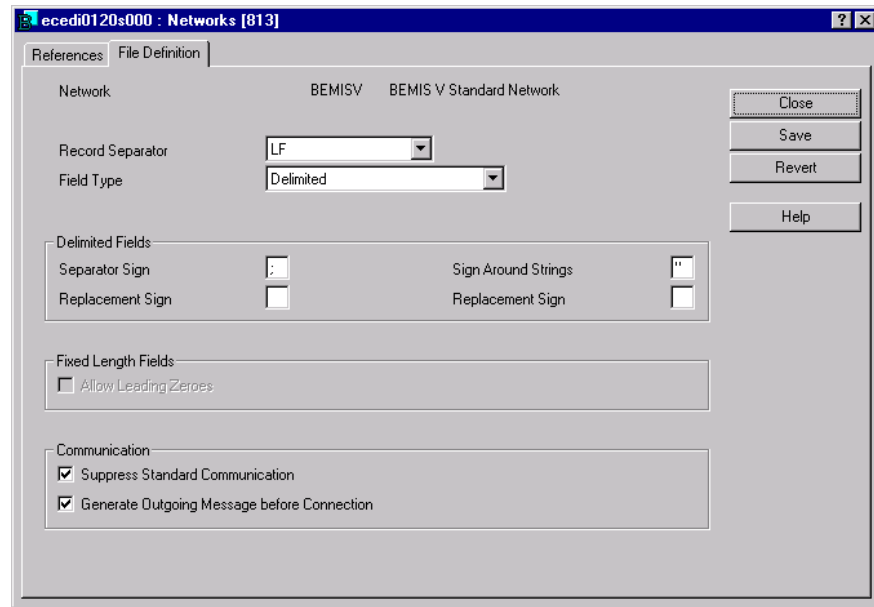 B ecedi0120s000 : Networks [813] ? X
References File Definition
Network BEMISV BEMIS V Standard Network
Close
Save
Record Separator LF
Revert
Field Type Delimited
Help
Delimited Fields
Separator Sign ; Sign Around Strings "
Replacement Sign Replacement Sign
Fixed Length Fields
Allow Leading Zeroes
Communication
Suppress Standard Communication
Generate Outgoing Message before Connection